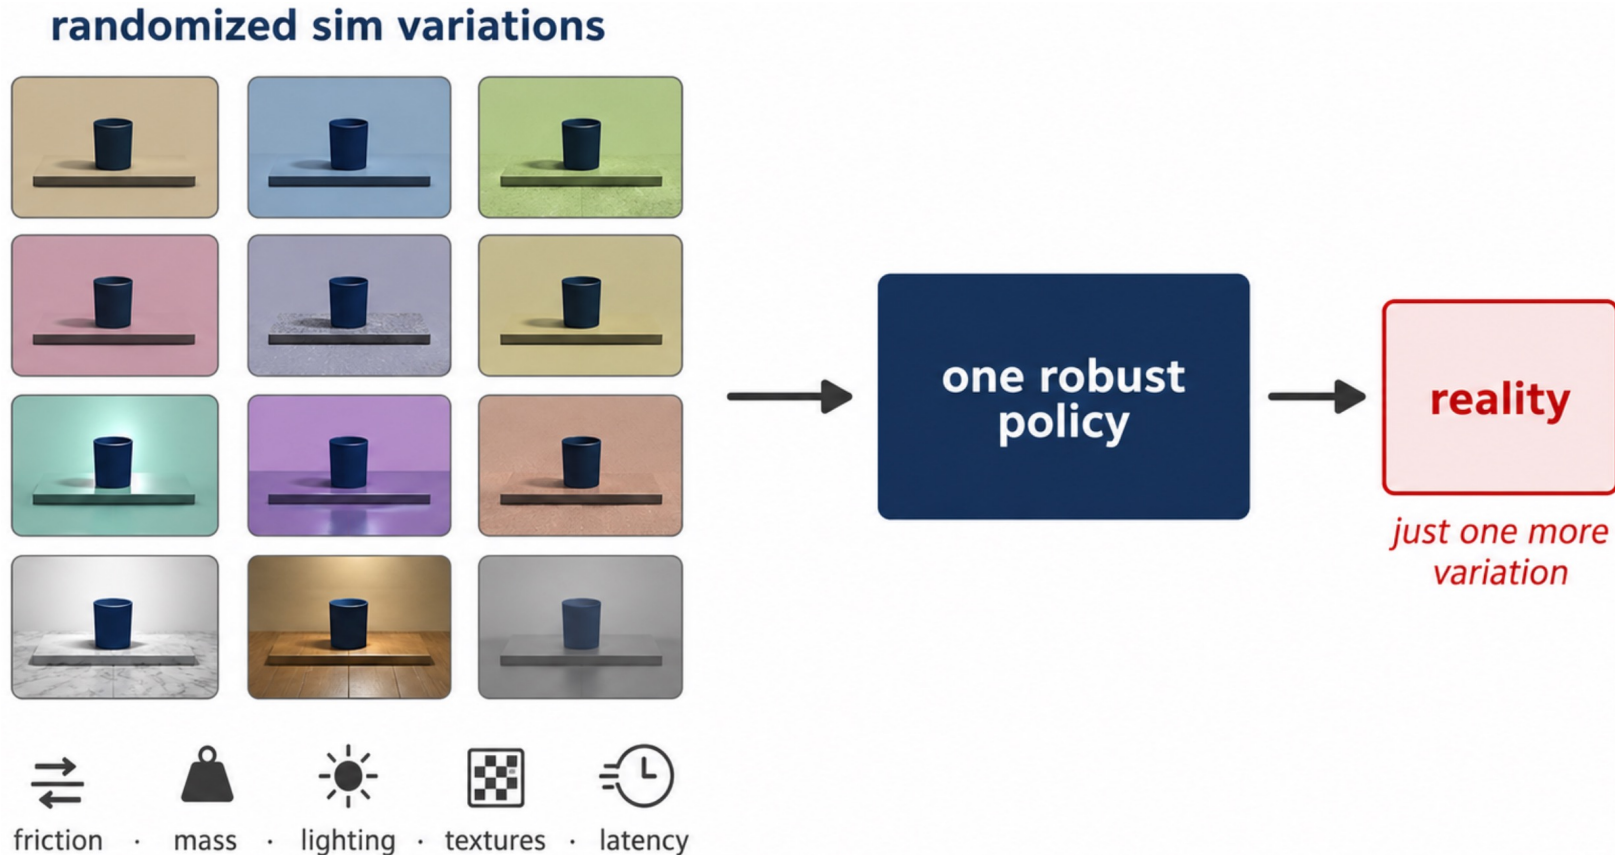 randomized sim variations
one robust
policy
reality
just one more
variation
friction · mass · lighting · textures · latency